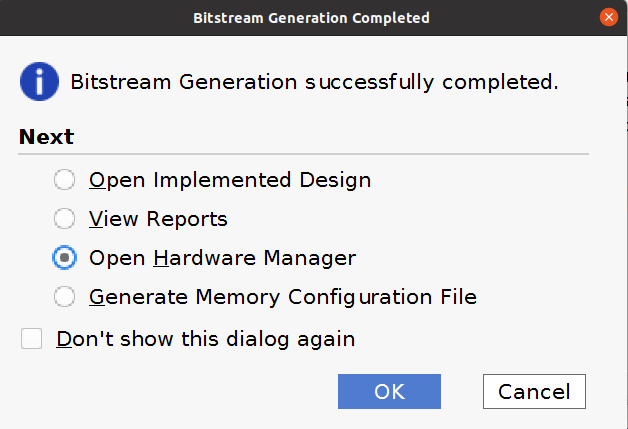 Bitstream Generation Completed
Bitstream Generation successfully completed.
Next
Open Implemented Design
View Reports
Open Hardware Manager
Generate Memory Configuration File
Don't show this dialog again
OK
Cancel